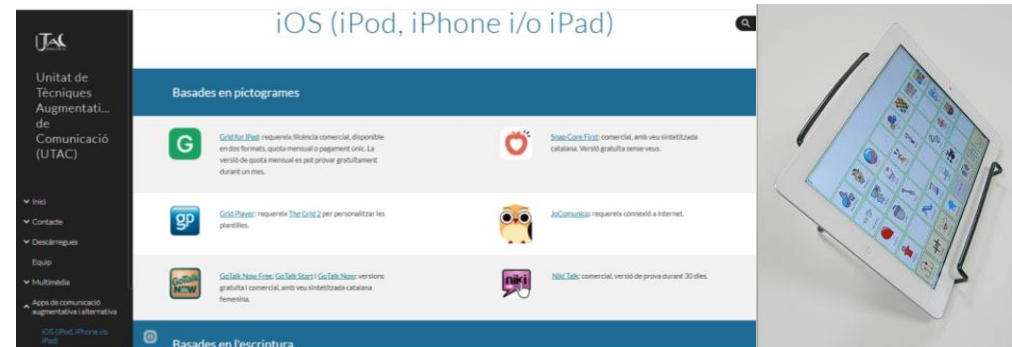 UTAC
Unitat de
Tècniques
Augmentati...
de
Comunicació
(UTAC)
Inici
Contacte
Descàrregues
Equip
Multimèdia
Apps de comunicació
augmentativa i alternativa
iOS (iPod, iPhone i/o
iPad)
iOS (iPod, iPhone i/o iPad)
Basades en pictogrames
G
Grid for iPad: requereix llicència comercial, disponible
en dos formats, quota mensual o pagament únic. La
versió de quota mensual es pot provar gratuïtament
durant un mes.
Snap Core First: comercial, amb veu sintetitzada
catalana. Versió gratuïta sense veus.
gp
Grid Player: requereix The Grid 2 per personalitzar les
plantilles.
JoComunico: requereix connexió a internet.
GoTalk
NOW
GoTalk Now Free, GoTalk Start i GoTalk Now: versions
gratuïta i comercial, amb veu sintetitzada catalana
femenina.
niki
Niki Talk: comercial, versió de prova durant 30 dies.
Basades en l'escriptura